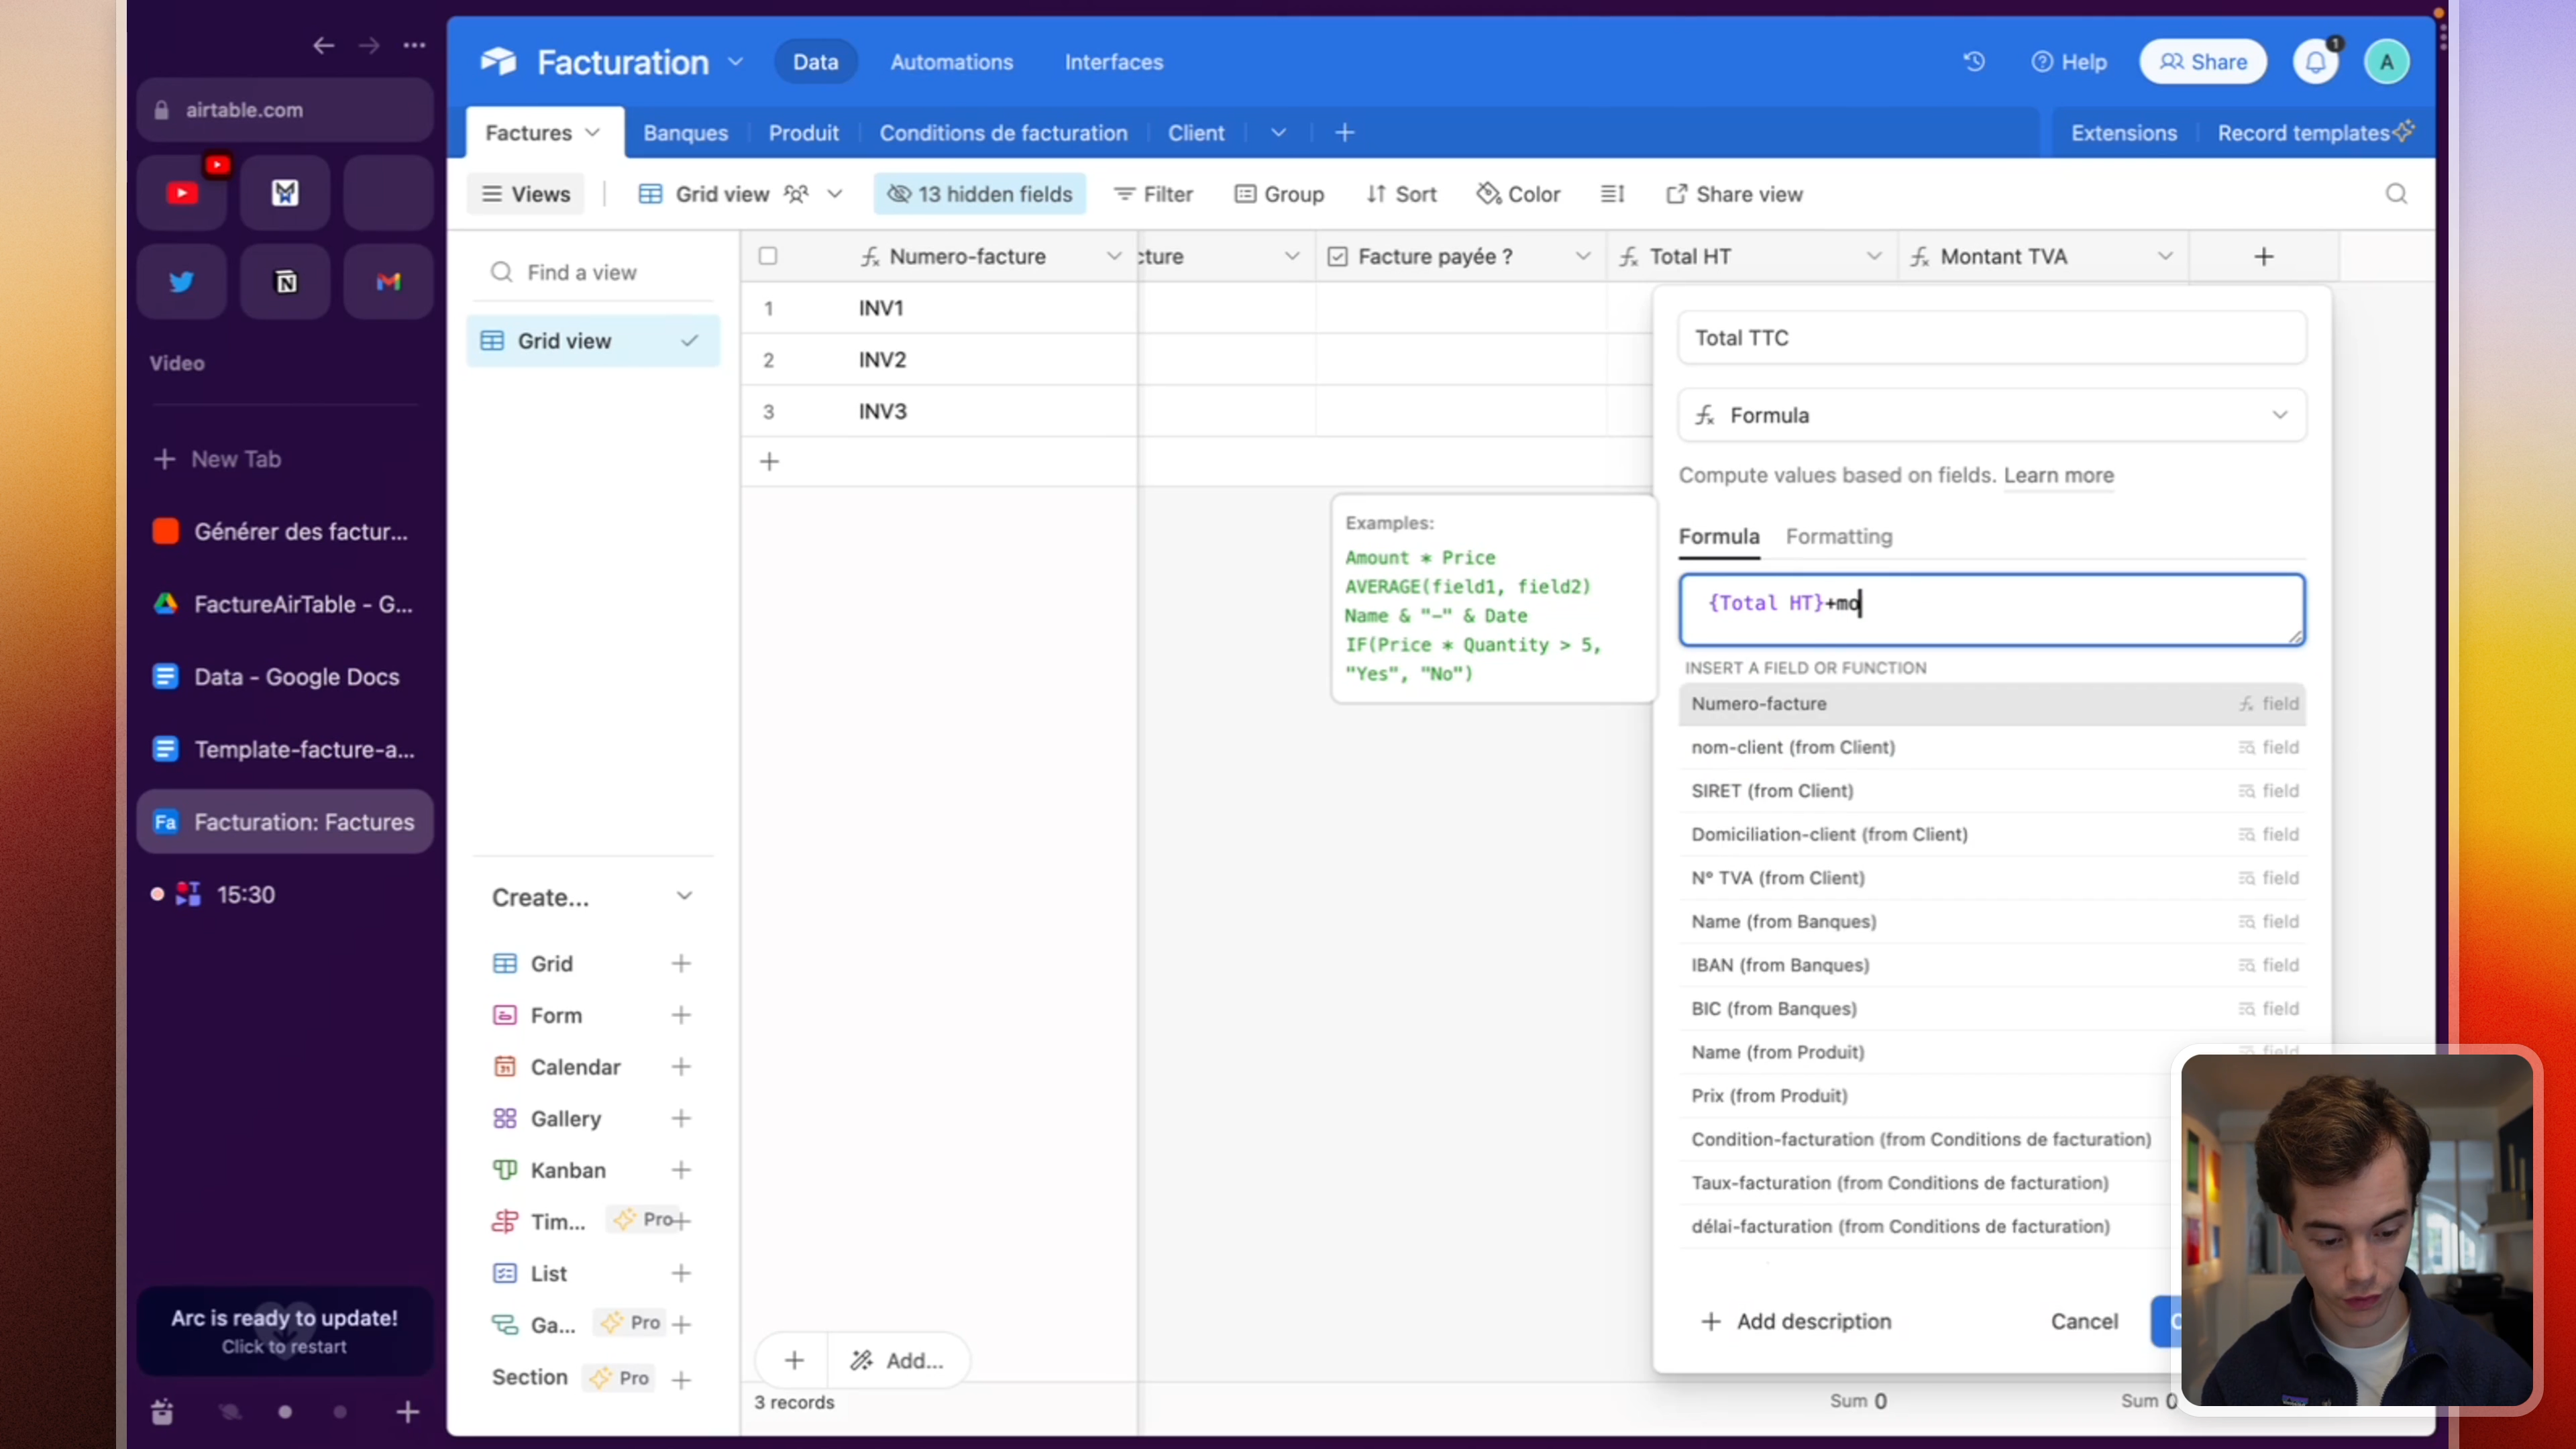 airtable.com
Video
New Tab
Générer des factur...
FactureAirTable - G...
Data - Google Docs
Template-facture-a...
Fa Facturation: Factures
15:30
Arc is ready to update!
Click to restart
Facturation
Data
Automations
Interfaces
Help
Share
1
A
Factures
Banques
Produit
Conditions de facturation
Client
Extensions
Record templates
Views
Grid view
13 hidden fields
Filter
Group
Sort
Color
Share view
Find a view
Grid view
Create...
Grid
Form
Calendar
Gallery
Kanban
Tim... Pro
List
Ga... Pro
Section Pro
Numero-facture
cture
Facture payée ?
Total HT
Montant TVA
1 INV1
2 INV2
3 INV3
Add...
3 records
Sum 0
Sum 0
Examples:
Amount * Price
AVERAGE(field1, field2)
Name & "-" & Date
IF(Price * Quantity > 5,
"Yes", "No")
Total TTC
Formula
Compute values based on fields. Learn more
Formula
Formatting
{Total HT}+mo
INSERT A FIELD OR FUNCTION
Numero-facture field
nom-client (from Client) field
SIRET (from Client) field
Domiciliation-client (from Client) field
N° TVA (from Client) field
Name (from Banques) field
IBAN (from Banques) field
BIC (from Banques) field
Name (from Produit) field
Prix (from Produit)
Condition-facturation (from Conditions de facturation)
Taux-facturation (from Conditions de facturation)
délai-facturation (from Conditions de facturation)
Add description
Cancel